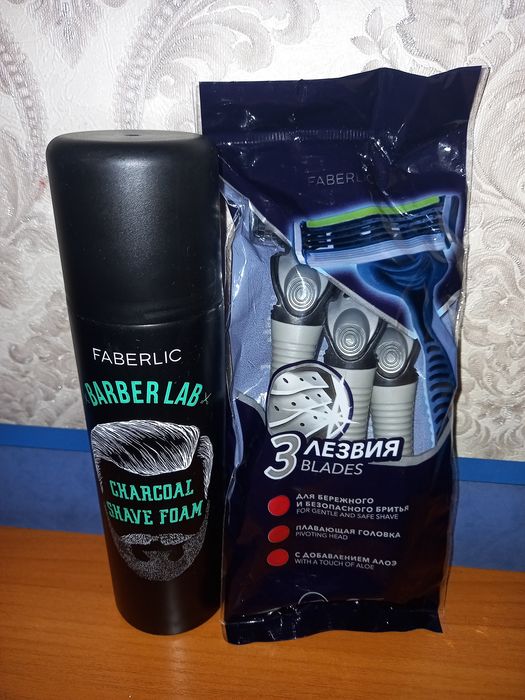 FABERLIC
BARBER LAB
CHARCOAL
SHAVE FOAM
FABERLIC
3 ЛЕЗВИЯ
BLADES
ДЛЯ БЕРЕЖНОГО
И БЕЗОПАСНОГО БРИТЬЯ
FOR GENTLE AND SAFE SHAVE
ПЛАВАЮЩАЯ ГОЛОВКА
PIVOTING HEAD
С ДОБАВЛЕНИЕМ АЛОЭ
WITH A TOUCH OF ALOE